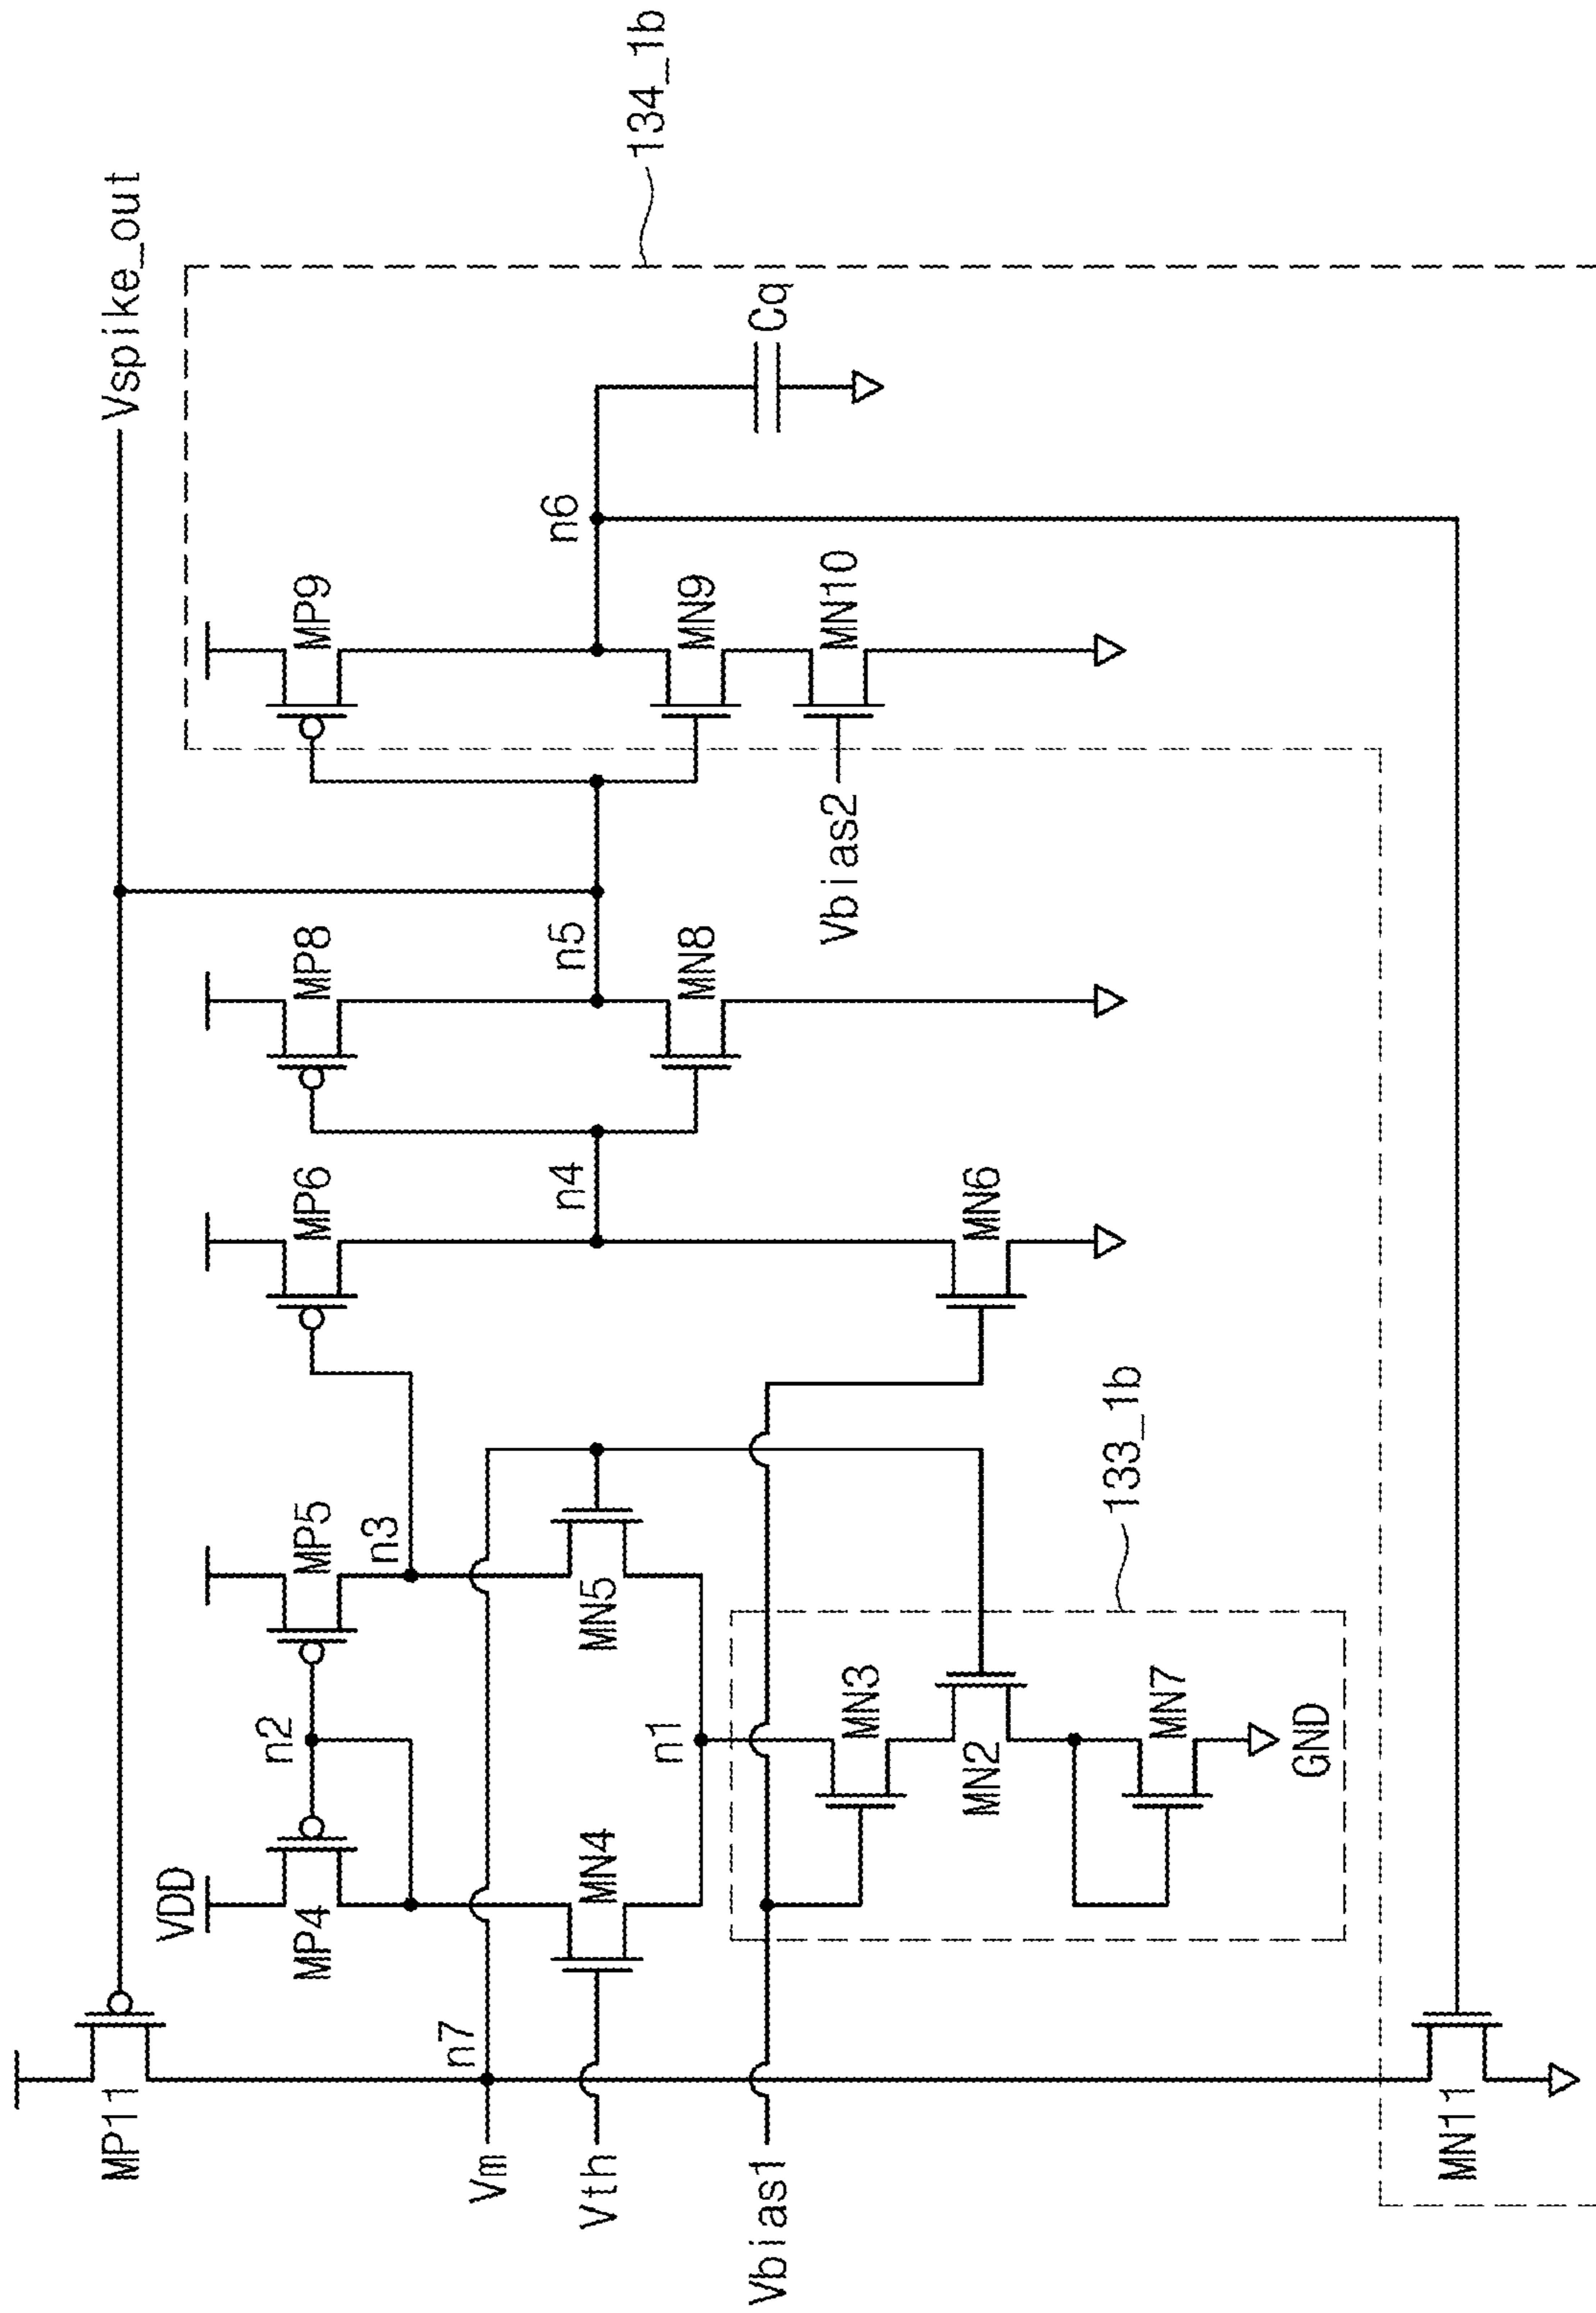 134_1b
Vspike_out
Cq
n6
MP9
MN9
MN10
Vbias2
n5
MP8
MN8
n4
MP6
MN6
133_1b
n3
MP5
MN5
n2
n1
MN3
MN2
MN7
GND
VDD
MP4
MN4
n7
MP11
Vm
Vth
Vbias1
MN11